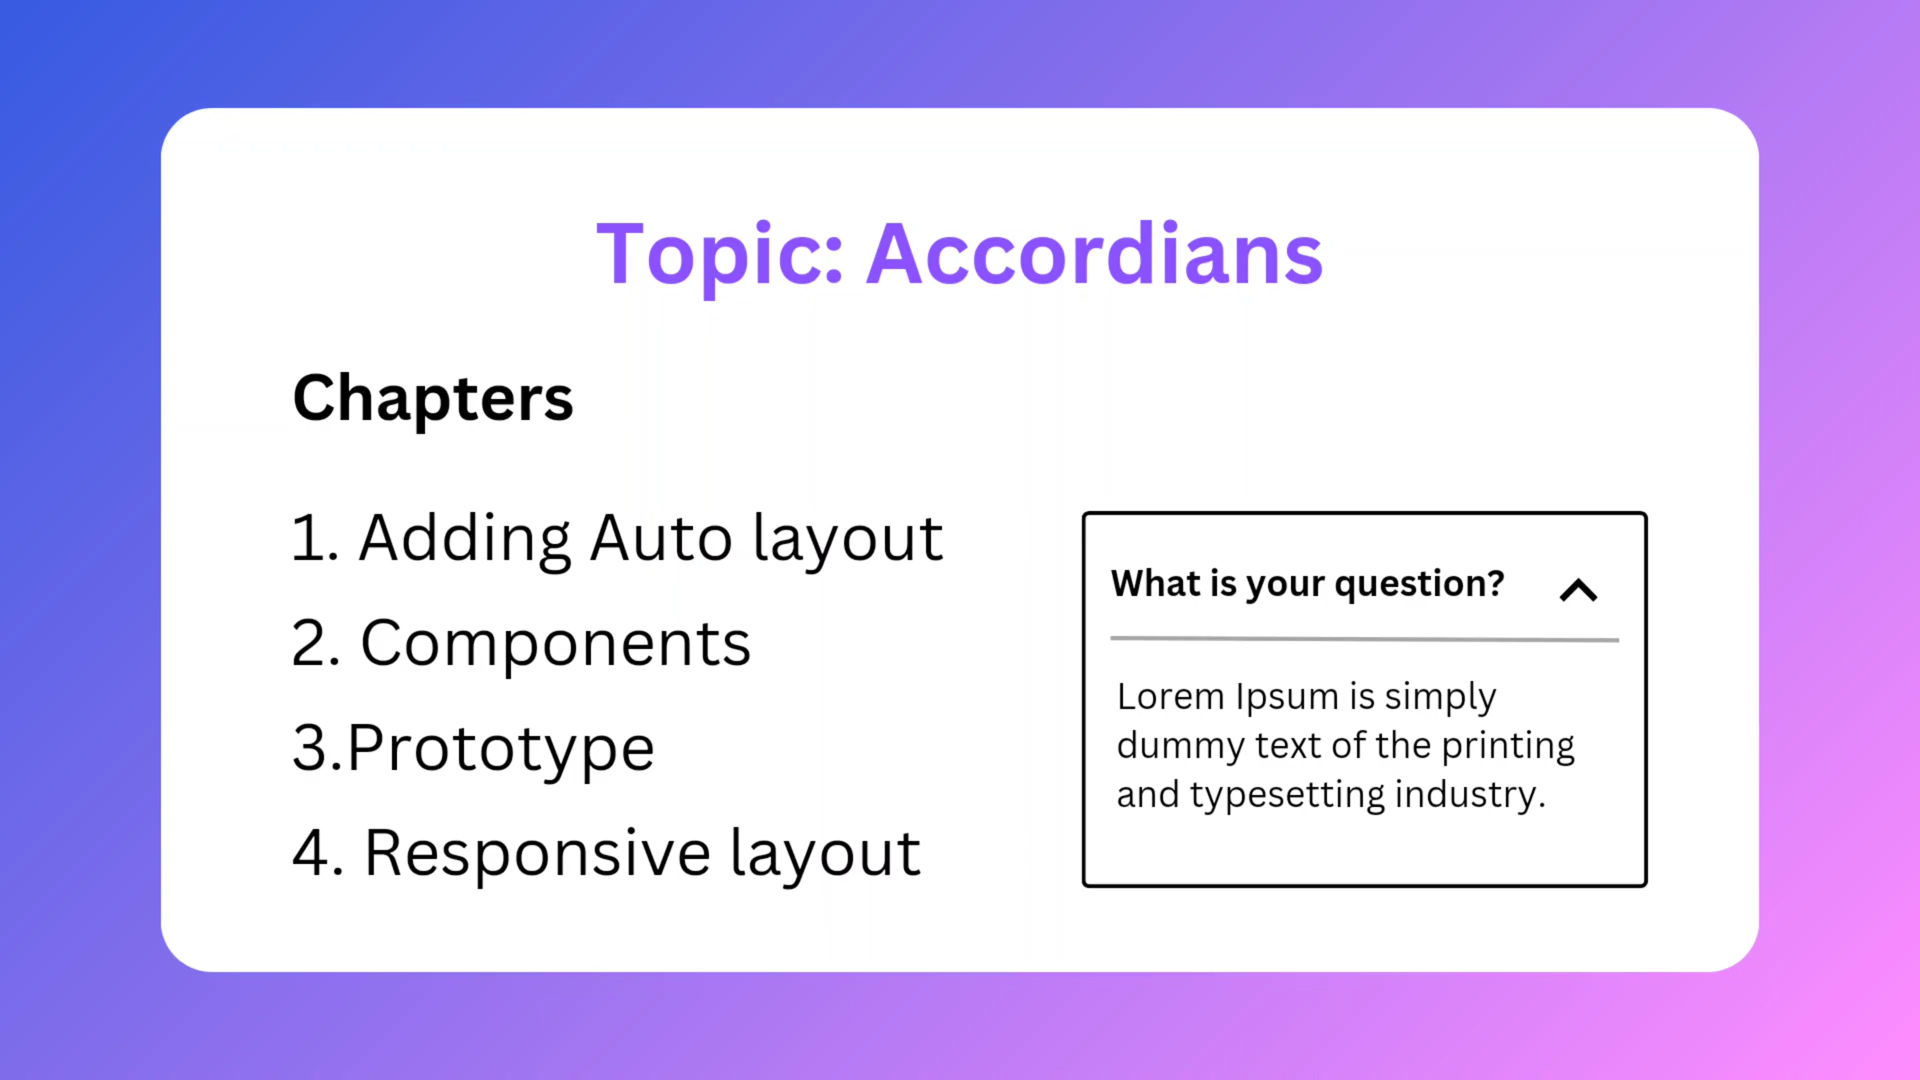 Topic: Accordians
Chapters
1. Adding Auto layout
2. Components
3.Prototype
4. Responsive layout
What is your question?
Lorem Ipsum is simply
dummy text of the printing
and typesetting industry.